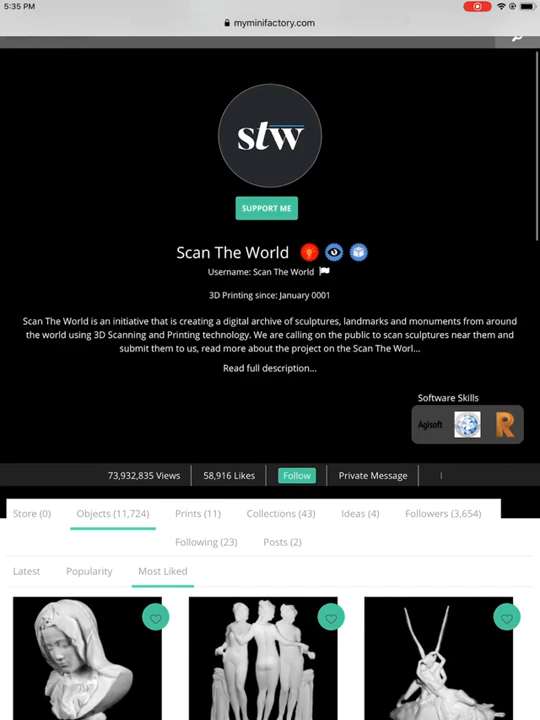 5:35 PM
myminifactory.com
stw
SUPPORT ME
Scan The World
Username: Scan The World
3D Printing since: January 0001
Scan The World is an initiative that is creating a digital archive of sculptures, landmarks and monuments from around
the world using 3D Scanning and Printing technology. We are calling on the public to scan sculptures near them and
submit them to us, read more about the project on the Scan The Worl...
Read full description...
Software Skills
Agisoft R
73,932,835 Views 58,916 Likes Follow Private Message
Store (0) Objects (11,724) Prints (11) Collections (43) Ideas (4) Followers (3,654)
Following (23) Posts (2)
Latest Popularity Most Liked